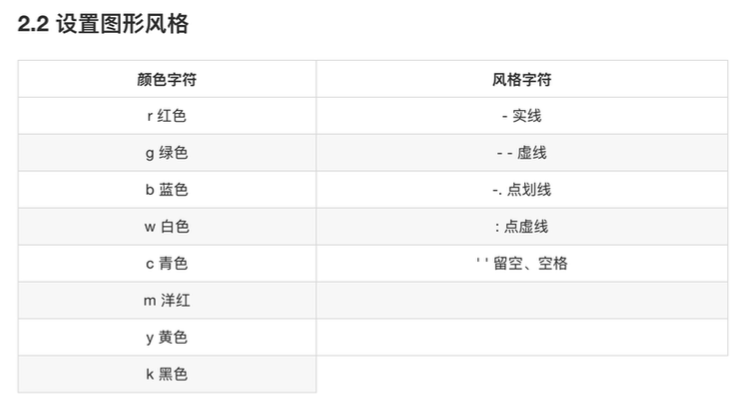 2.2 设置图形风格
颜色字符 风格字符
r 红色 - 实线
g 绿色 - - 虚线
b 蓝色 -. 点划线
w 白色 : 点虚线
c 青色 ' ' 留空、空格
m 洋红
y 黄色
k 黑色